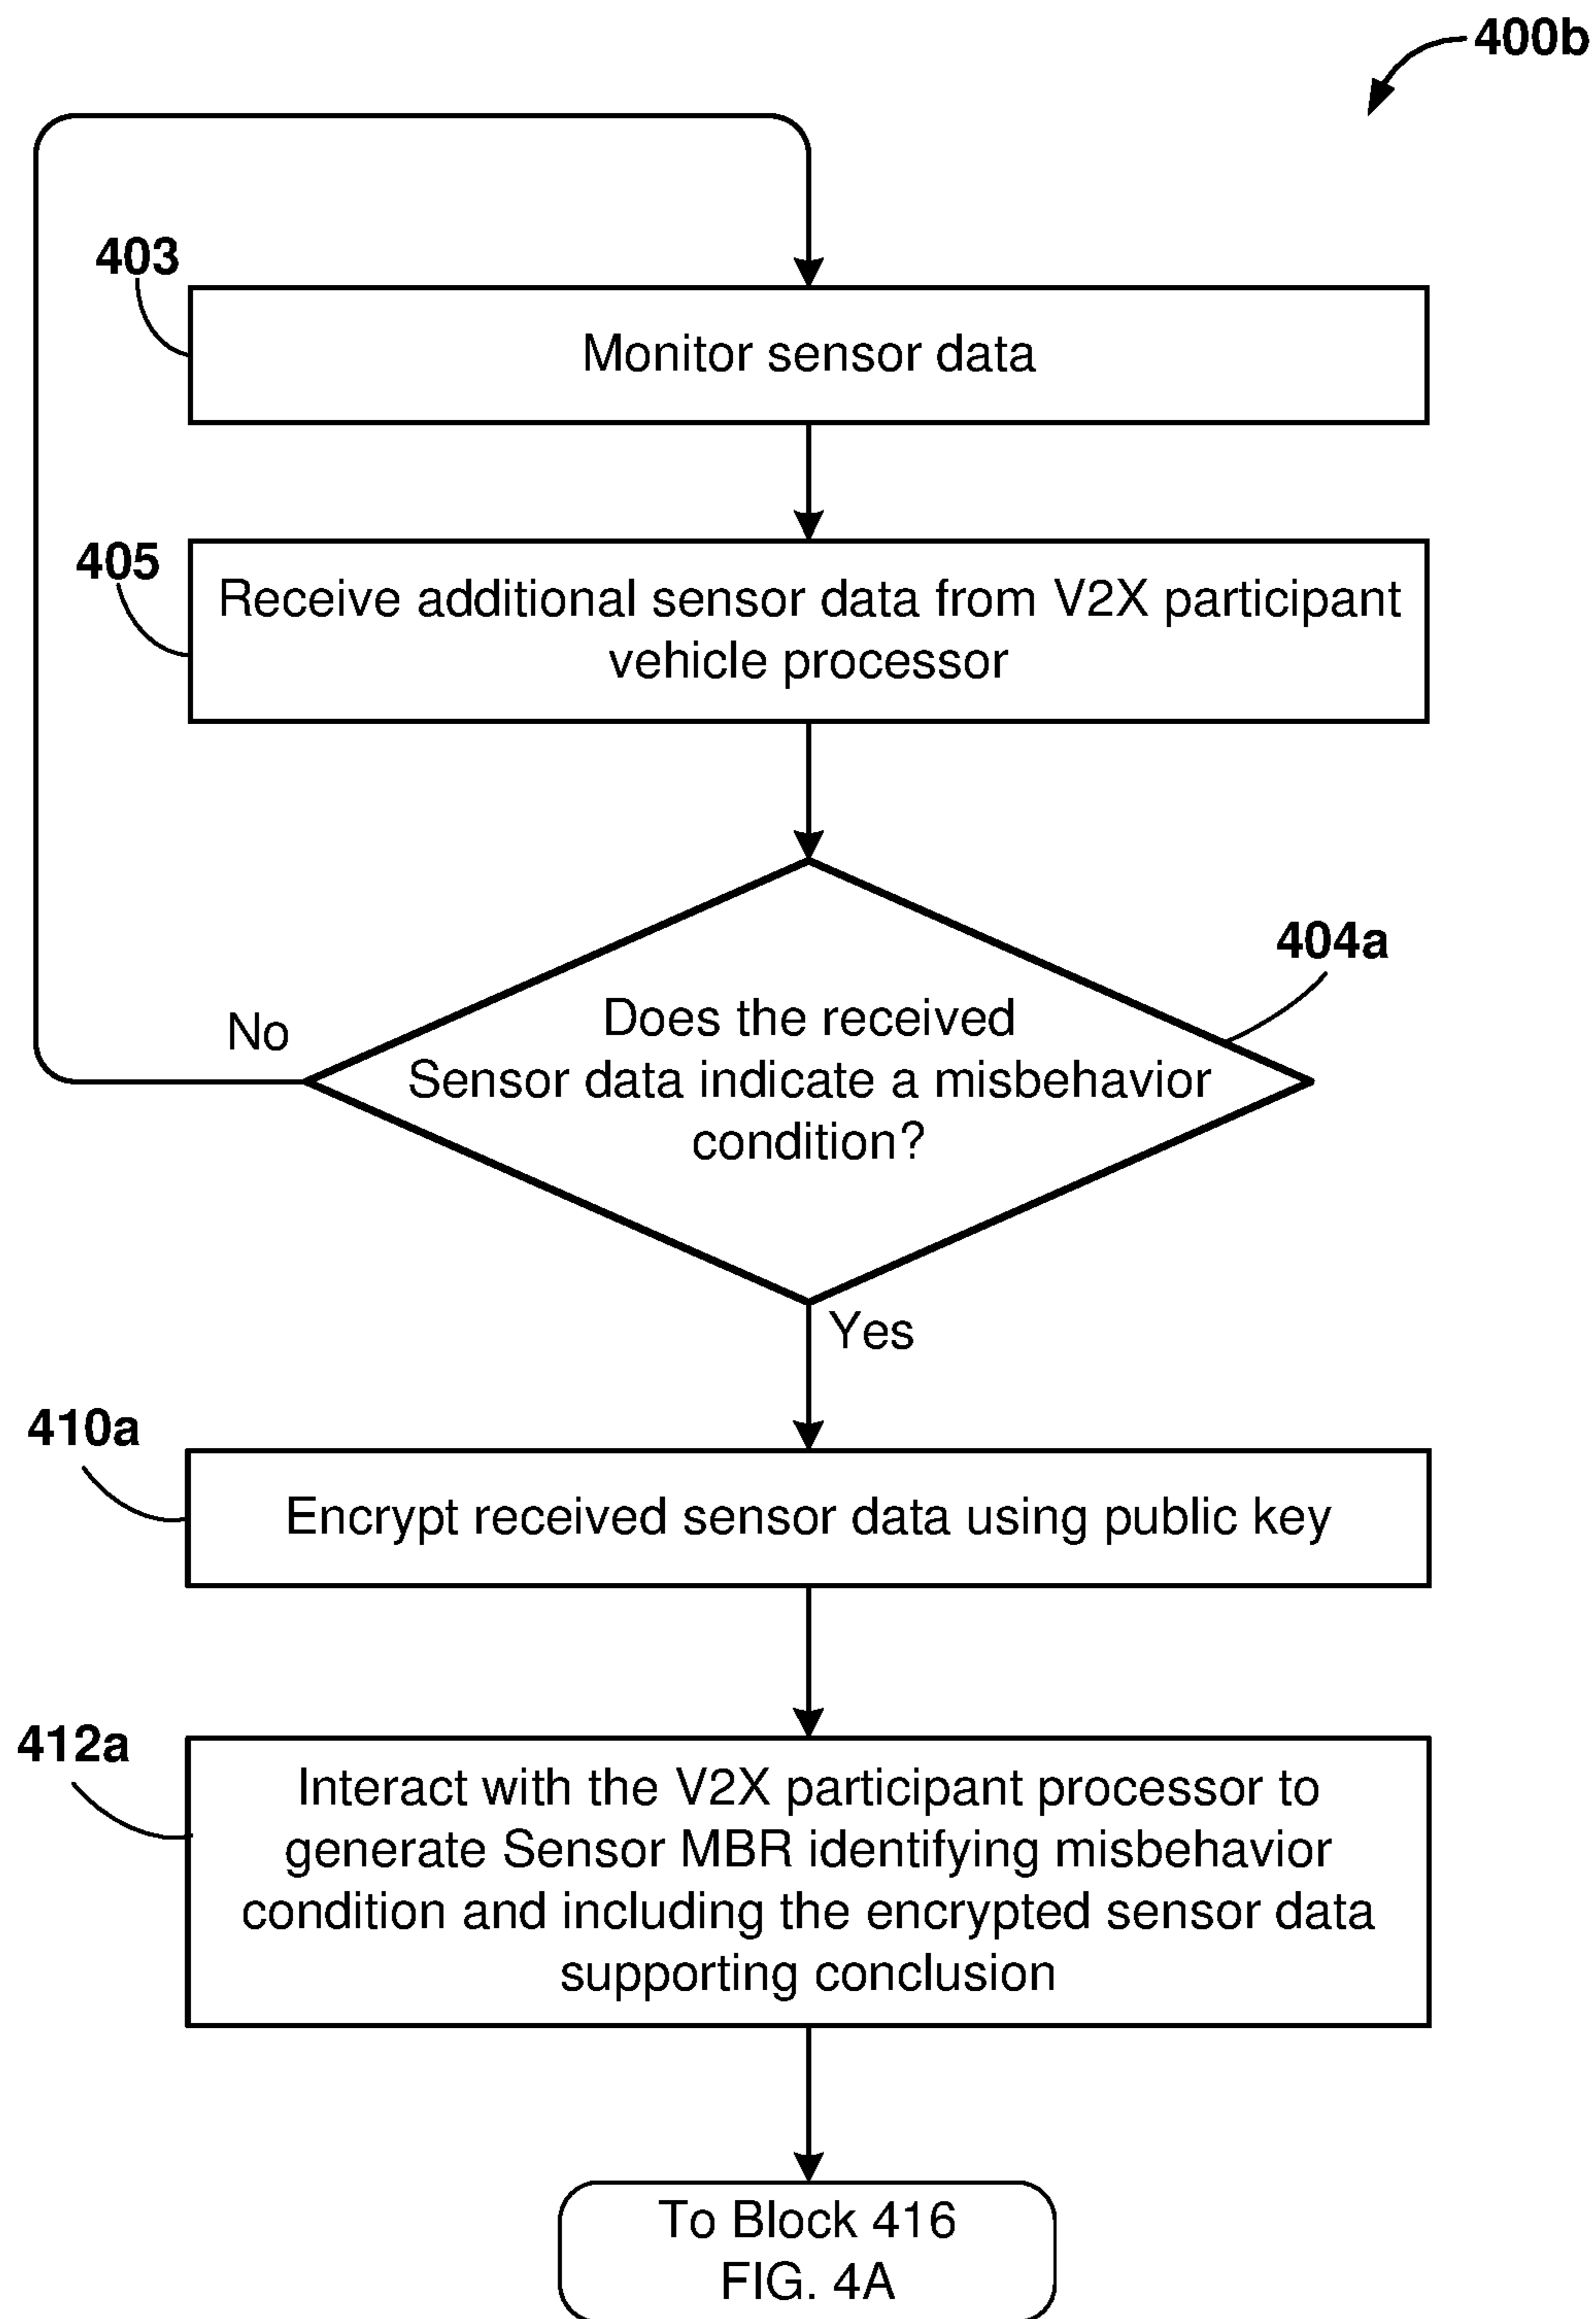 400b
403
Monitor sensor data
405
Receive additional sensor data from V2X participant
vehicle processor
404a
No
Does the received
Sensor data indicate a misbehavior
condition?
Yes
410a
Encrypt received sensor data using public key
412a
Interact with the V2X participant processor to
generate Sensor MBR identifying misbehavior
condition and including the encrypted sensor data
supporting conclusion
To Block 416
FIG. 4A